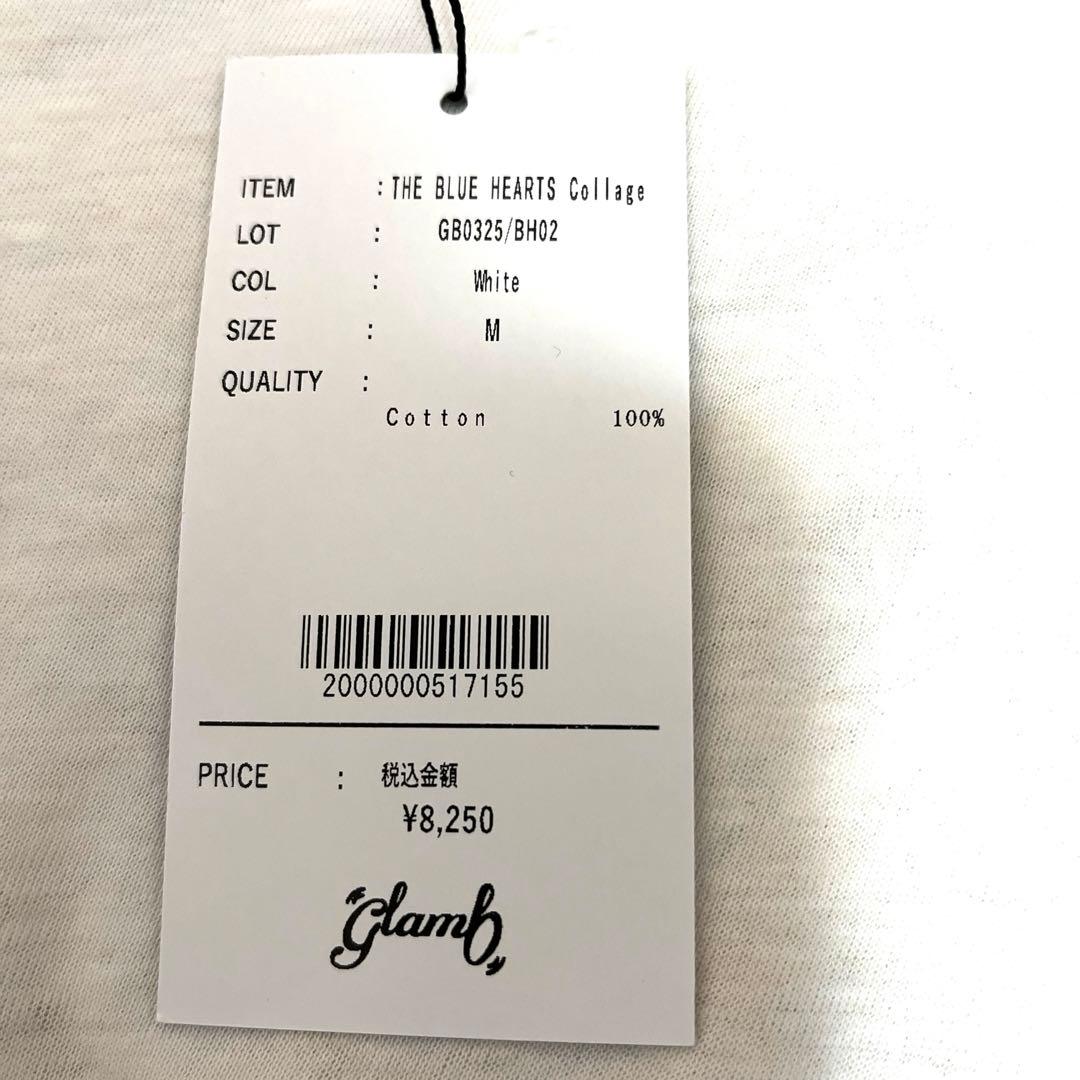 ITEM : THE BLUE HEARTS Collage
LOT : GB0325/BH02
COL : White
SIZE : M
QUALITY :
Cotton 100%
2000000517155
PRICE : 税込金額
¥8,250
glamb